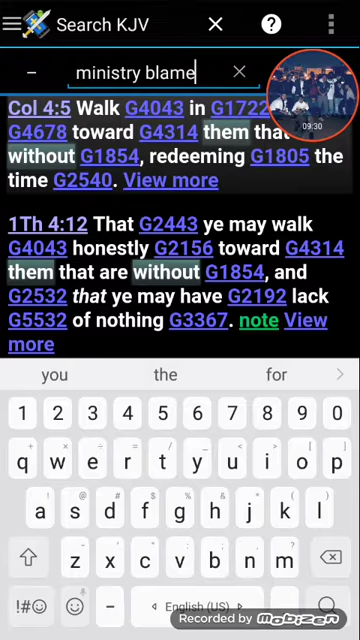 Search KJV
ministry blame
09:30
Col 4:5 Walk G4043 in G1722
G4678 toward G4314 them that
without G1854, redeeming G1805 the
time G2540. View more
1Th 4:12 That G2443 ye may walk
G4043 honestly G2156 toward G4314
them that are without G1854, and
G2532 that ye may have G2192 lack
G5532 of nothing G3367. note View
more
you the for
1 2 3 4 5 6 7 8 9 0
q w e r t y u i o p
a s d f g h j k l
z x c v b n m
!#☺ English (US)
Recorded by MOBIZEN